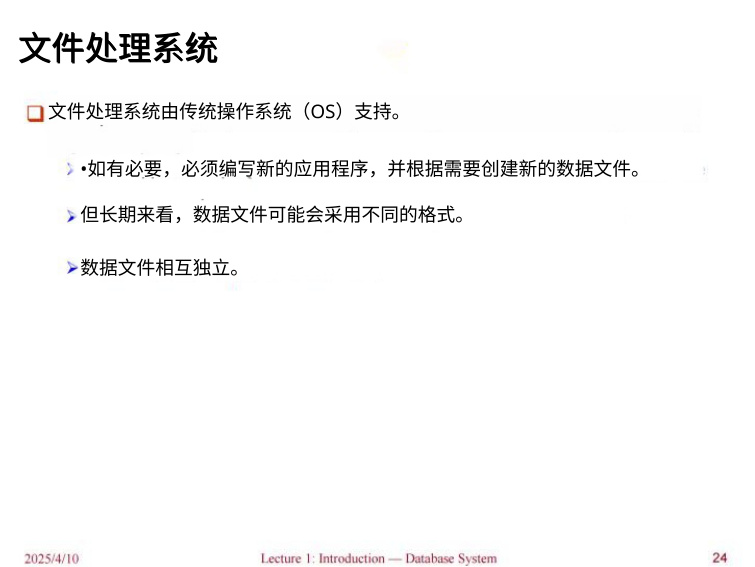 文件处理系统
文件处理系统由传统操作系统（OS）支持。
•如有必要，必须编写新的应用程序，并根据需要创建新的数据文件。
但长期来看，数据文件可能会采用不同的格式。
数据文件相互独立。
2025/4/10
Lecture 1: Introduction — Database System
24